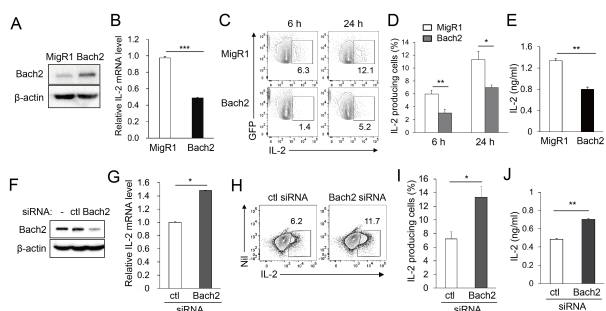 A
MigR1 Bach2
Bach2
β-actin
B
Relative IL-2 mRNA level
1.2
1.0
0.8
0.6
0.4
0.2
0
***
MigR1 Bach2
C
6 h 24 h
MigR1
6.3 12.1
Bach2
1.4 5.2
GFP
IL-2
D
MigR1
Bach2
IL-2 producing cells (%)
14
12
10
8
6
4
2
0
**
*
6 h 24 h
E
IL-2 (ng/ml)
1.6
1.2
0.8
0.4
0
**
MigR1 Bach2
F
siRNA: - ctl Bach2
Bach2
β-actin
G
Relative IL-2 mRNA level
1.6
1.4
1.2
1.0
0.8
0.6
0.4
0.2
0
*
ctl Bach2
siRNA
H
ctl siRNA Bach2 siRNA
6.2 11.7
Nil
IL-2
I
IL-2 producing cells (%)
16
14
12
10
8
6
4
2
0
*
ctl Bach2
siRNA
J
IL-2 (ng/ml)
1.0
0.8
0.6
0.4
0.2
0
**
ctl Bach2
siRNA